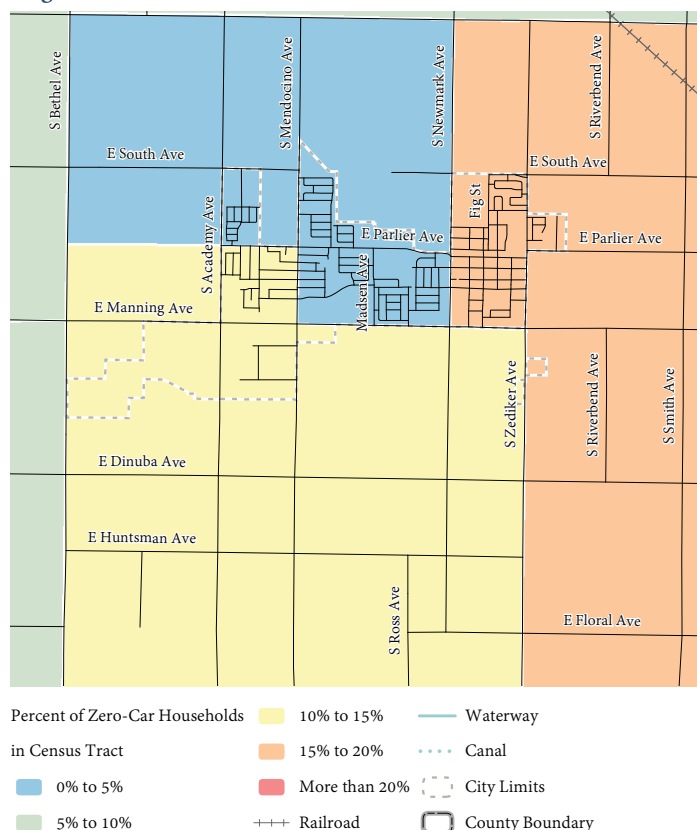 S Bethel Ave
S Mendocino Ave
S Newmark Ave
S Riverbend Ave
E South Ave
E South Ave
S Academy Ave
Fig St
E Parlier Ave
E Parlier Ave
Madsen Ave
E Manning Ave
S Zediker Ave
S Riverbend Ave
S Smith Ave
E Dinuba Ave
E Huntsman Ave
S Ross Ave
E Floral Ave
Percent of Zero-Car Households
in Census Tract
0% to 5%
5% to 10%
10% to 15%
15% to 20%
More than 20%
Railroad
Waterway
Canal
City Limits
County Boundary